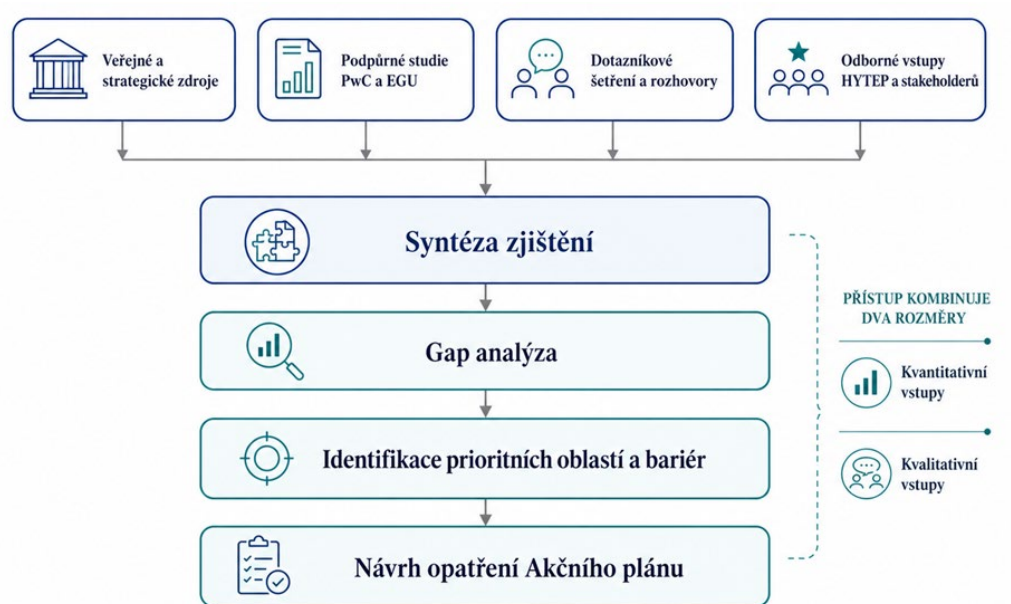 Veřejné a
strategické zdroje
Podpůrné studie
PwC a EGU
Dotazníkové
šetření a rozhovory
Odborné vstupy
HYTEP a stakeholderů
Syntéza zjištění
Gap analýza
Identifikace prioritních oblastí a bariér
Návrh opatření Akčního plánu
PŘÍSTUP KOMBINUJE
DVA ROZMĚRY
Kvantitativní
vstupy
Kvalitativní
vstupy